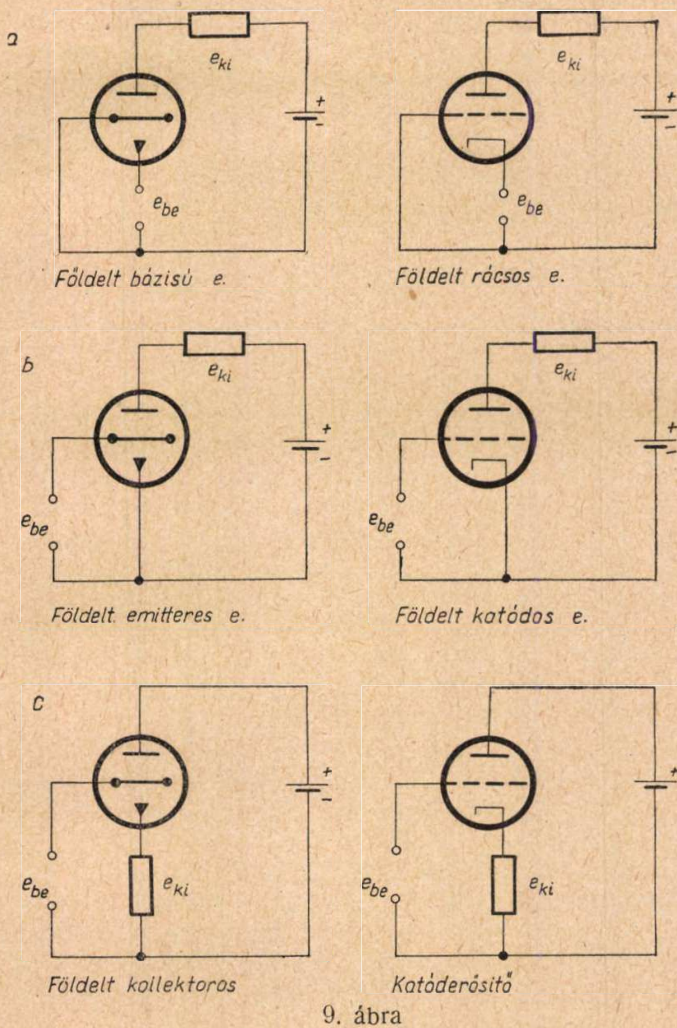 a
e_ki
e_ki
+
-
+
-
e_be
e_be
Földelt bázisú e.
Földelt rácsos e.
b
e_ki
e_ki
+
-
+
-
e_be
e_be
Földelt. emitteres e.
Földelt katódos e.
c
+
-
+
-
e_be
e_ki
e_be
e_ki
Földelt kollektoros
Katóderősítő
9. ábra